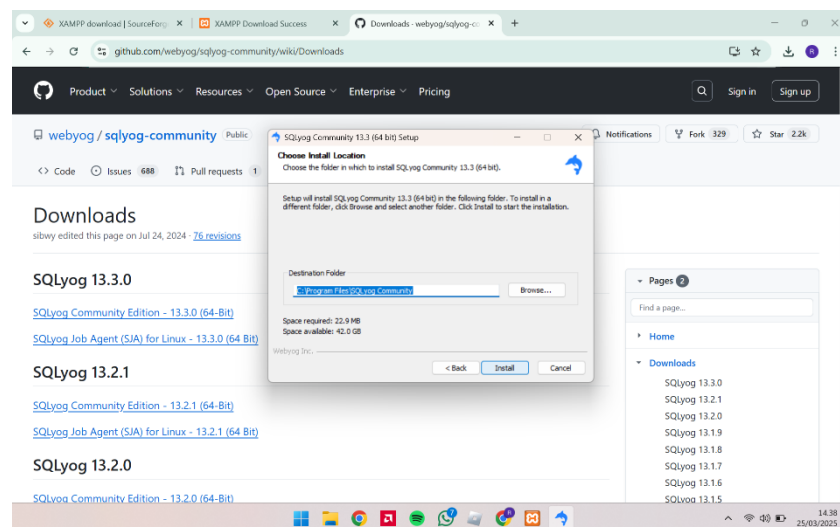 XAMPP download | SourceForg
XAMPP Download Success
Downloads · webyog/sqlyog-co
github.com/webyog/sqlyog-community/wiki/Downloads
R
Product
Solutions
Resources
Open Source
Enterprise
Pricing
Sign in
Sign up
webyog / sqlyog-community
Public
Notifications
Fork 329
Star 2.2k
Code
Issues 688
Pull requests 1
Downloads
sibwy edited this page on Jul 24, 2024 · 76 revisions
SQLyog 13.3.0
SQLyog Community Edition - 13.3.0 (64-Bit)
SQLyog Job Agent (SJA) for Linux - 13.3.0 (64 Bit)
SQLyog 13.2.1
SQLyog Community Edition - 13.2.1 (64-Bit)
SQLyog Job Agent (SJA) for Linux - 13.2.1 (64 Bit)
SQLyog 13.2.0
SQLyog Community Edition - 13.2.0 (64-Bit)
SQLyog Community 13.3 (64 bit) Setup
Choose Install Location
Choose the folder in which to install SQLyog Community 13.3 (64 bit).
Setup will install SQLyog Community 13.3 (64 bit) in the following folder. To install in a
different folder, click Browse and select another folder. Click Install to start the installation.
Destination Folder
C:\Program Files\SQLyog Community
Browse...
Space required: 22.9 MB
Space available: 42.0 GB
Webyog Inc.
< Back
Install
Cancel
Pages 2
Find a page...
Home
Downloads
SQLyog 13.3.0
SQLyog 13.2.1
SQLyog 13.2.0
SQLyog 13.1.9
SQLyog 13.1.8
SQLyog 13.1.7
SQLyog 13.1.6
SQLyog 13.1.5
14.38
25/03/2025